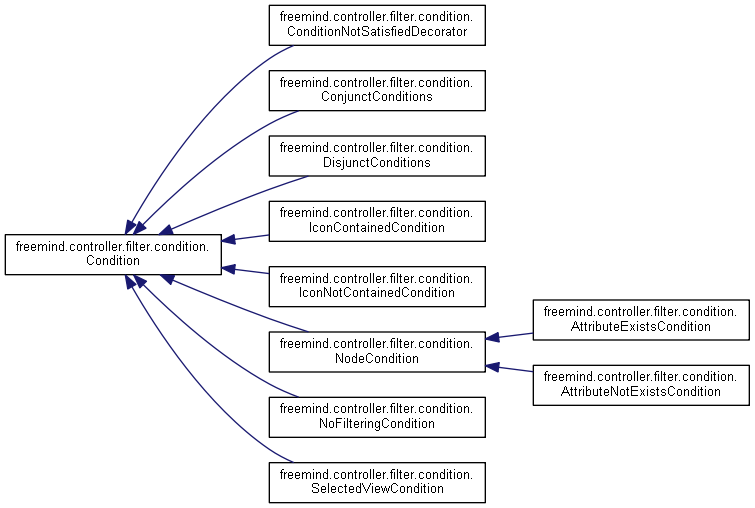 freemind.controller.filter.condition.
ConditionNotSatisfiedDecorator
freemind.controller.filter.condition.
ConjunctConditions
freemind.controller.filter.condition.
DisjunctConditions
freemind.controller.filter.condition.
IconContainedCondition
freemind.controller.filter.condition.
Condition
freemind.controller.filter.condition.
IconNotContainedCondition
freemind.controller.filter.condition.
NodeCondition
freemind.controller.filter.condition.
AttributeExistsCondition
freemind.controller.filter.condition.
AttributeNotExistsCondition
freemind.controller.filter.condition.
NoFilteringCondition
freemind.controller.filter.condition.
SelectedViewCondition